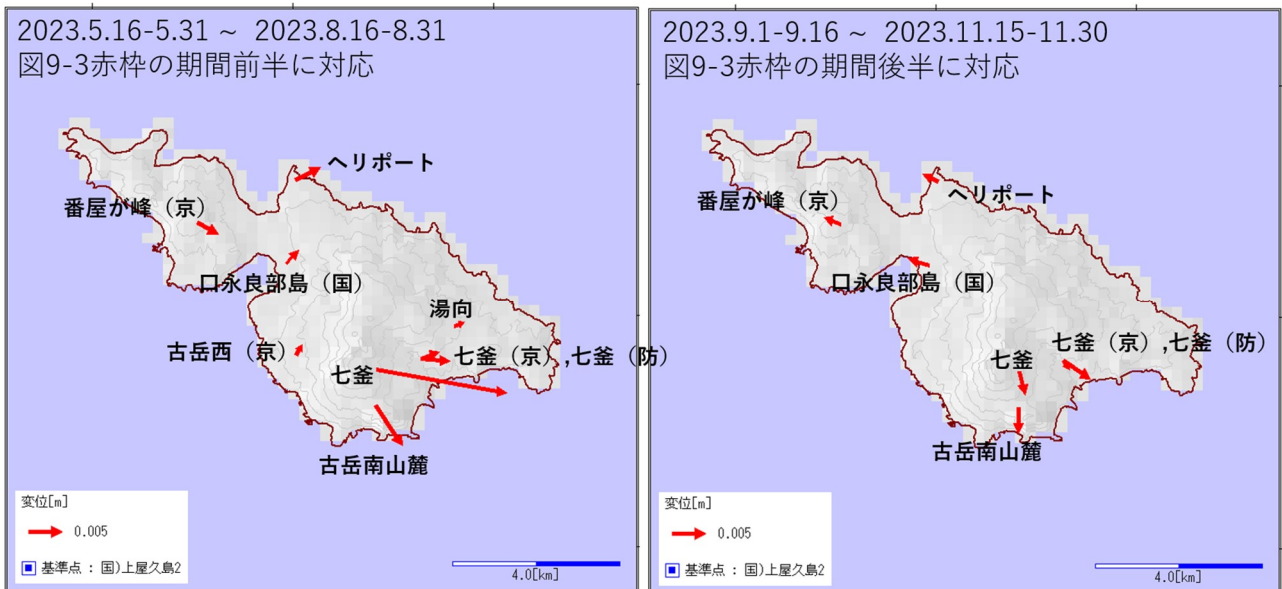 2023.5.16-5.31 ~ 2023.8.16-8.31
図9-3赤枠の期間前半に対応
ヘリポート
番屋が峰（京）
口永良部島（国）
湯向
古岳西（京）
七釜（京）,七釜（防）
七釜
古岳南山麓
変位[m]
0.005
基準点 : 国)上屋久島2
4.0[km]
2023.9.1-9.16 ~ 2023.11.15-11.30
図9-3赤枠の期間後半に対応
ヘリポート
番屋が峰（京）
口永良部島（国）
七釜（京）,七釜（防）
七釜
古岳南山麓
変位[m]
0.005
基準点 : 国)上屋久島2
4.0[km]